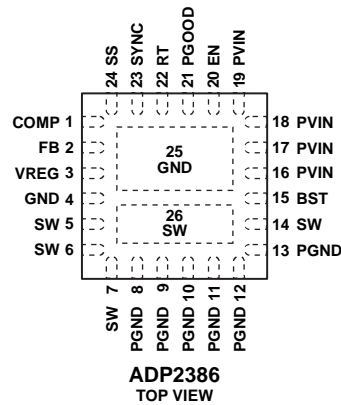 24 SS
23 SYNC
22 RT
21 PGOOD
20 EN
19 PVIN
COMP 1
FB 2
VREG 3
GND 4
SW 5
SW 6
18 PVIN
17 PVIN
16 PVIN
15 BST
14 SW
13 PGND
25
GND
26
SW
SW 7
PGND 8
PGND 9
PGND 10
PGND 11
PGND 12
ADP2386
TOP VIEW